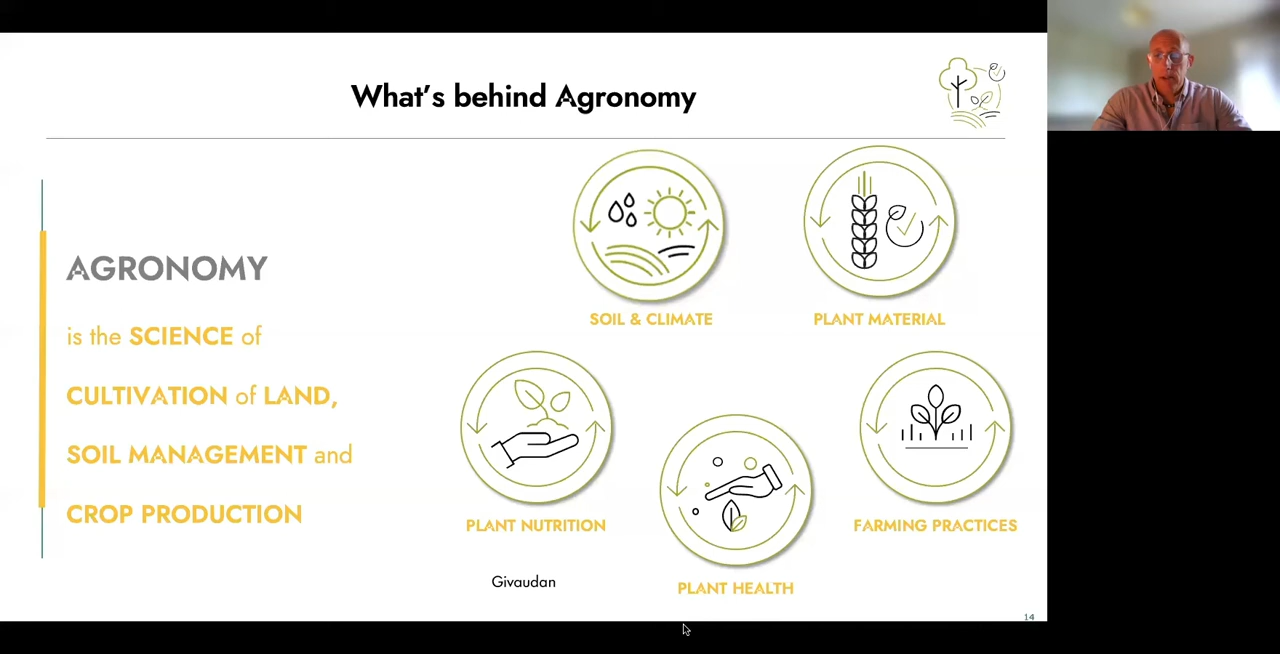 What's behind Agronomy
AGRONOMY
is the SCIENCE of
CULTIVATION of LAND,
SOIL MANAGEMENT and
CROP PRODUCTION
SOIL & CLIMATE
PLANT MATERIAL
PLANT NUTRITION
FARMING PRACTICES
PLANT HEALTH
Givaudan
14